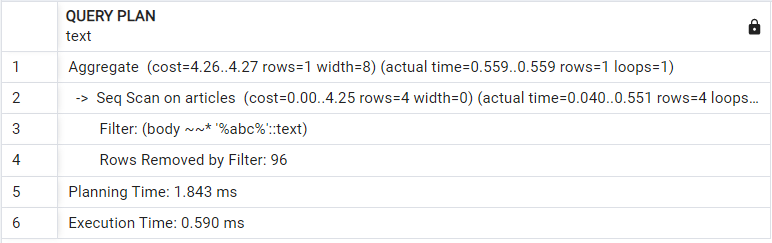 QUERY PLAN
text
1 Aggregate (cost=4.26..4.27 rows=1 width=8) (actual time=0.559..0.559 rows=1 loops=1)
2 -> Seq Scan on articles (cost=0.00..4.25 rows=4 width=0) (actual time=0.040..0.551 rows=4 loops...
3 Filter: (body ~~* '%abc%'::text)
4 Rows Removed by Filter: 96
5 Planning Time: 1.843 ms
6 Execution Time: 0.590 ms